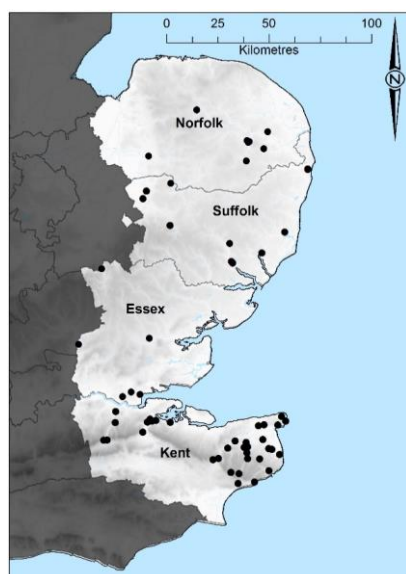 0 25 50 100
Kilometres
N
Norfolk
Suffolk
Essex
Kent